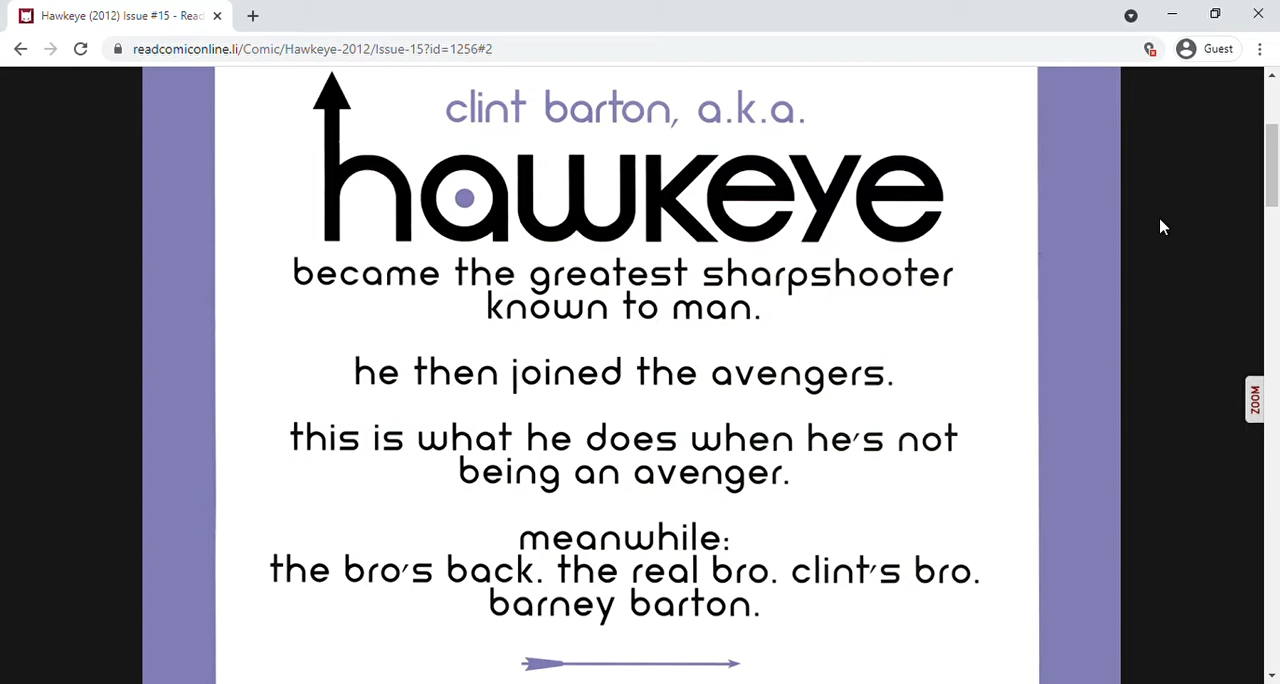 Hawkeye (2012) Issue #15 - Read
readcomiconline.li/Comic/Hawkeye-2012/Issue-15?id=1256#2
Guest
clint barton, a.k.a.
hawkeye
became the greatest sharpshooter
known to man.
he then joined the avengers.
this is what he does when he's not
being an avenger.
meanwhile:
the bro's back. the real bro. clint's bro.
barney barton.
ZOOM